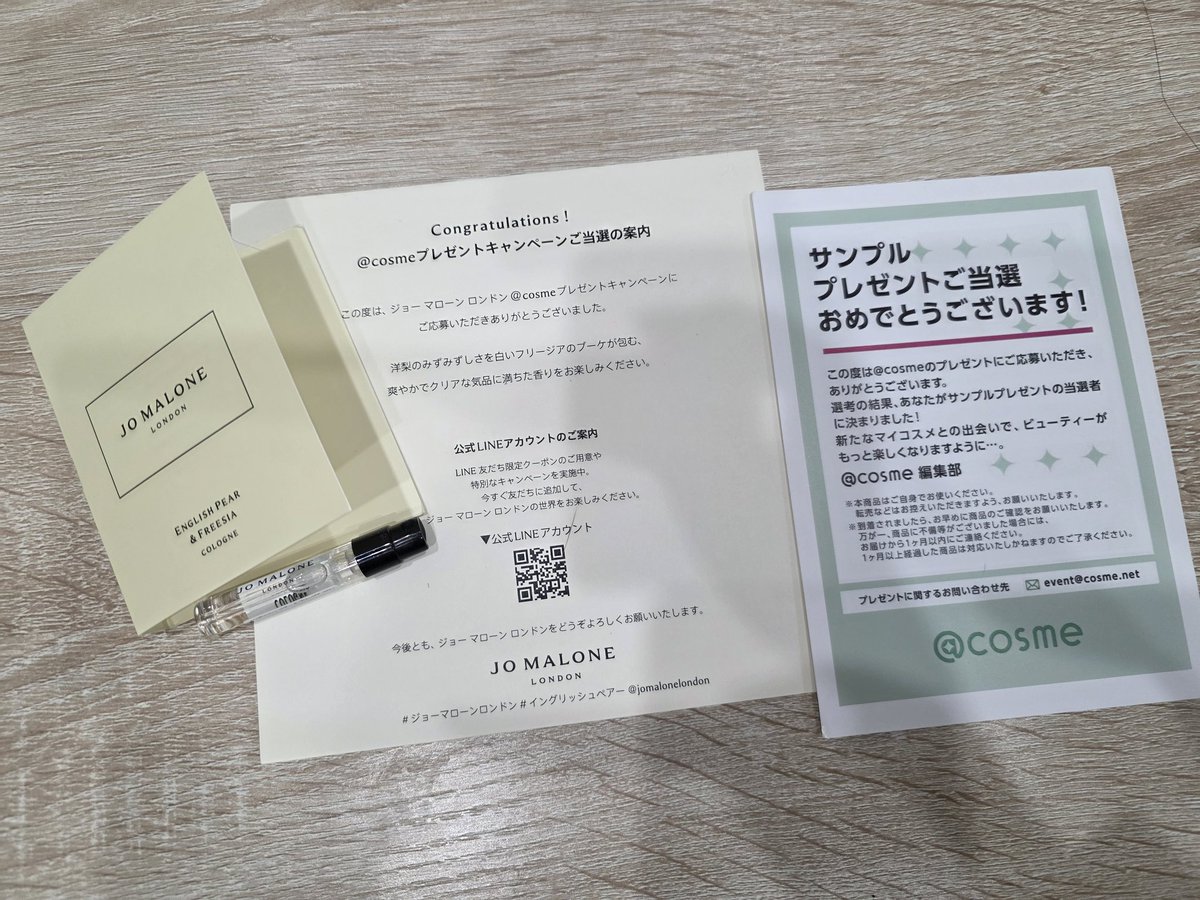 JO MALONE
LONDON
ENGLISH PEAR
& FREESIA
COLOGNE
JO MALONE
LONDON
Congratulations！
@cosmeプレゼントキャンペーンご当選の案内
この度は、ジョー マローン ロンドン @cosmeプレゼントキャンペーンに
ご応募いただきありがとうございました。
洋梨のみずみずしさを白いフリージアのブーケが包む、
爽やかでクリアな気品に満ちた香りをお楽しみください。
公式LINEアカウントのご案内
LINE 友だち限定クーポンのご用意や
特別なキャンペーンを実施中。
今すぐ友だちに追加して、
ジョー マローン ロンドンの世界をお楽しみください。
▼公式LINEアカウント
今後とも、ジョー マローン ロンドンをどうぞよろしくお願いいたします。
JO MALONE
LONDON
#ジョーマローンロンドン #イングリッシュペアー @jomalonelondon
サンプル
プレゼントご当選
おめでとうございます！
この度は@cosmeのプレゼントにご応募いただき、
ありがとうございます。
選考の結果、あなたがサンプルプレゼントの当選者
に決まりました！
新たなマイコスメとの出会いで、ビューティーが
もっと楽しくなりますように…。
@cosme 編集部
※本商品はご自身でお使いください。
転売などはお控えいただきますよう、お願いいたします。
※到着されましたら、お早めに商品のご確認をお願いいたします。
万が一、商品に不備等がございました場合には、
お届けから1ヶ月以内にご連絡ください。
1ヶ月以上経過した商品は対応いたしかねますのでご了承ください。
プレゼントに関するお問い合わせ先 event@cosme.net
@cosme